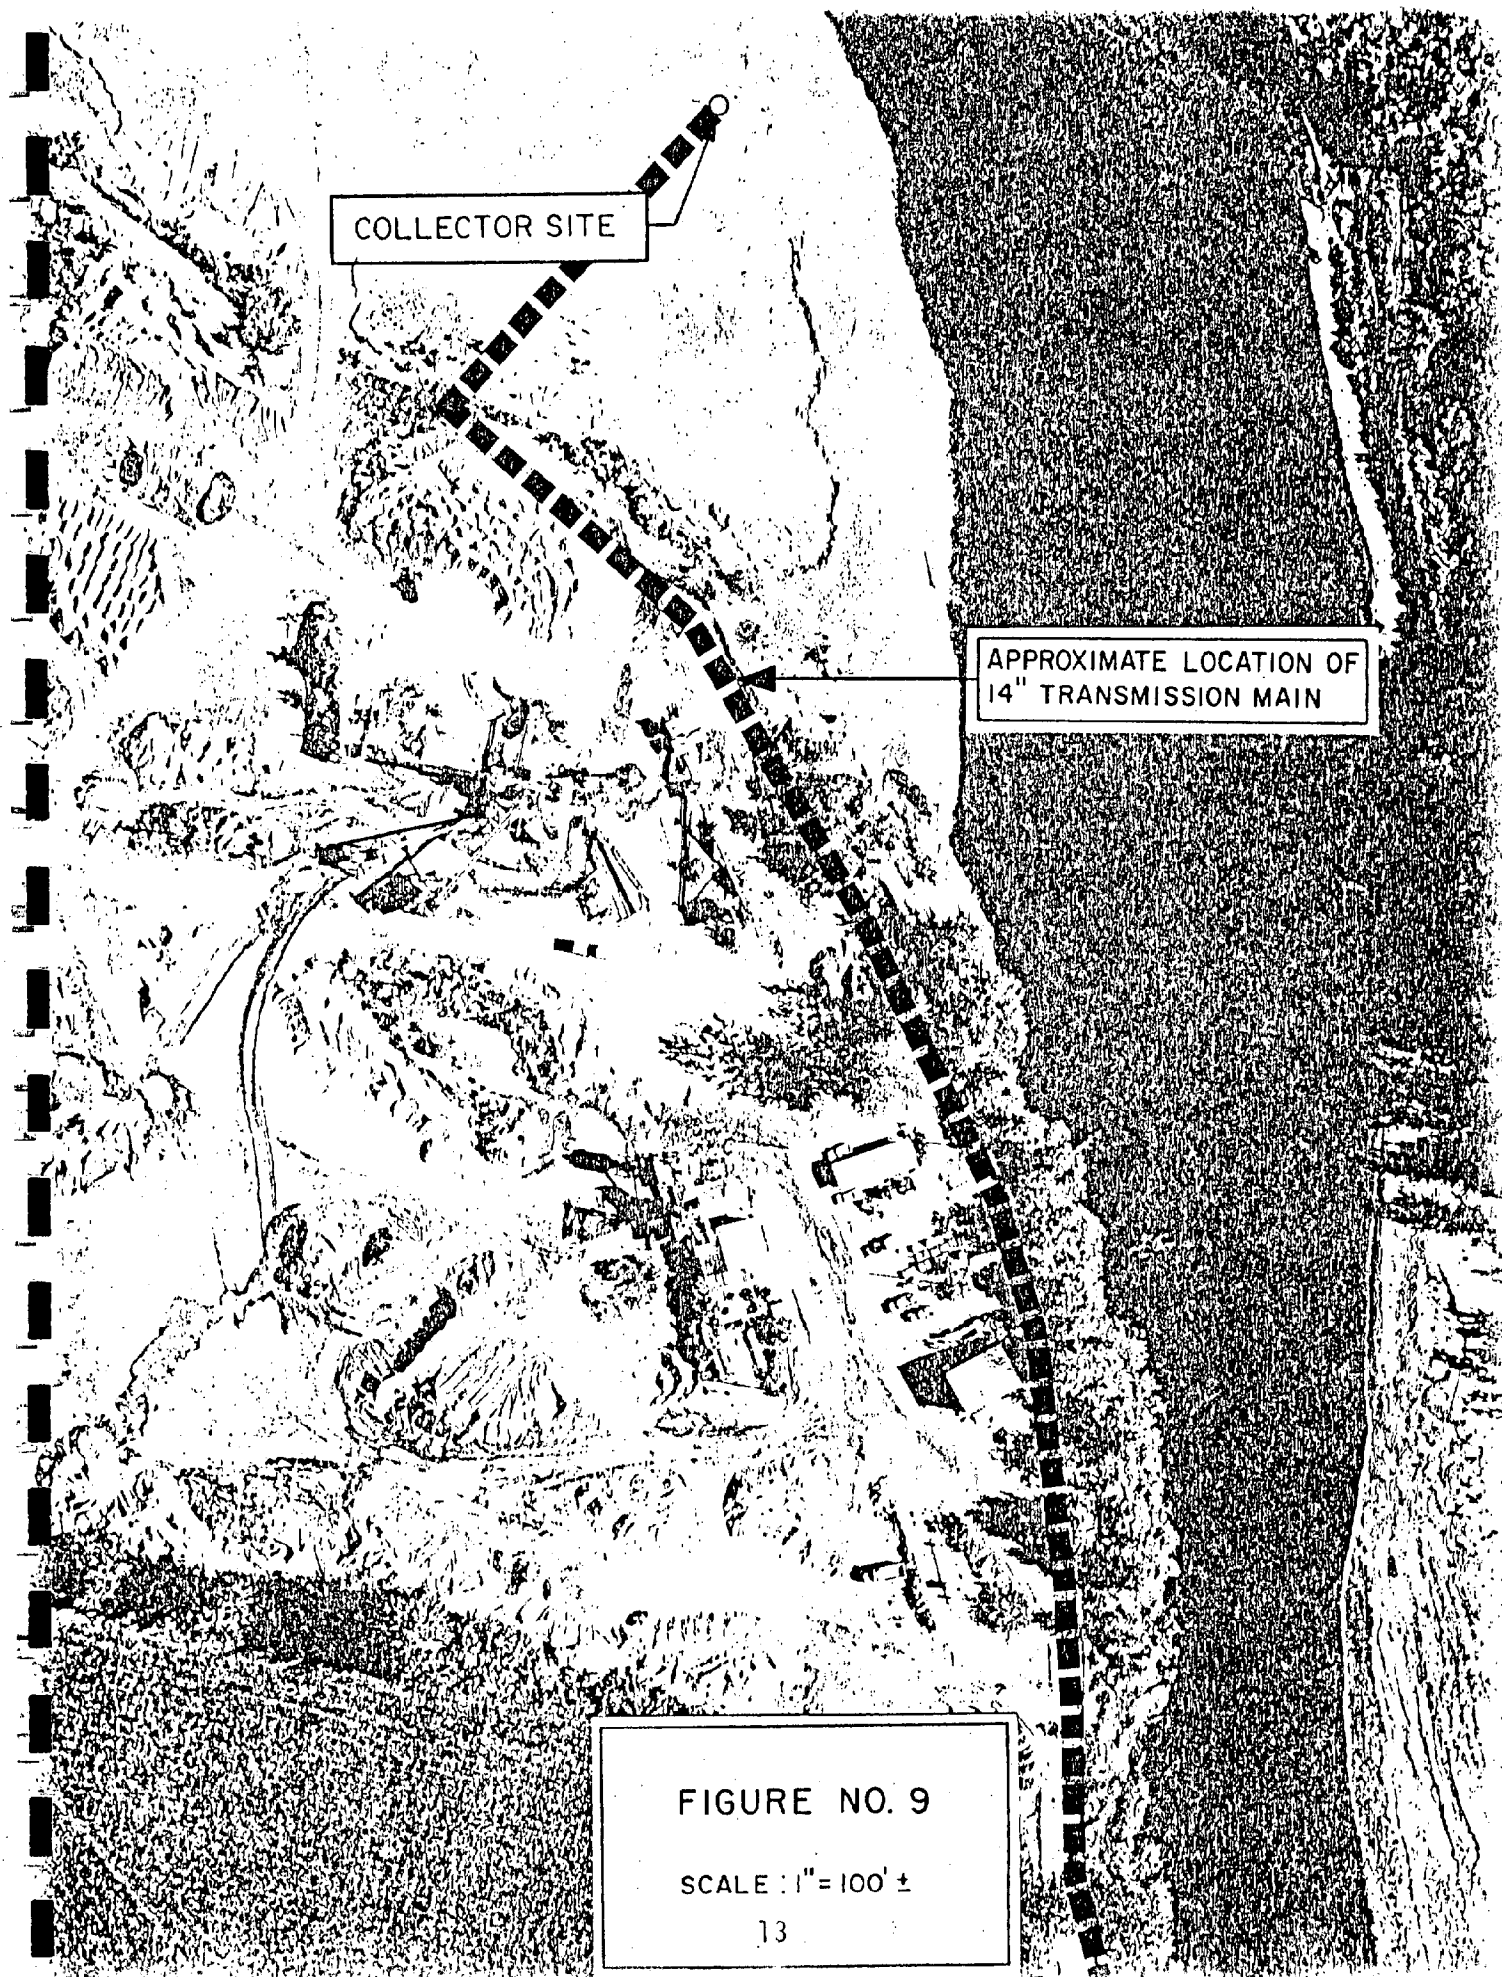 COLLECTOR SITE
APPROXIMATE LOCATION OF
14" TRANSMISSION MAIN
FIGURE NO. 9
SCALE : 1" = 100' ±
13